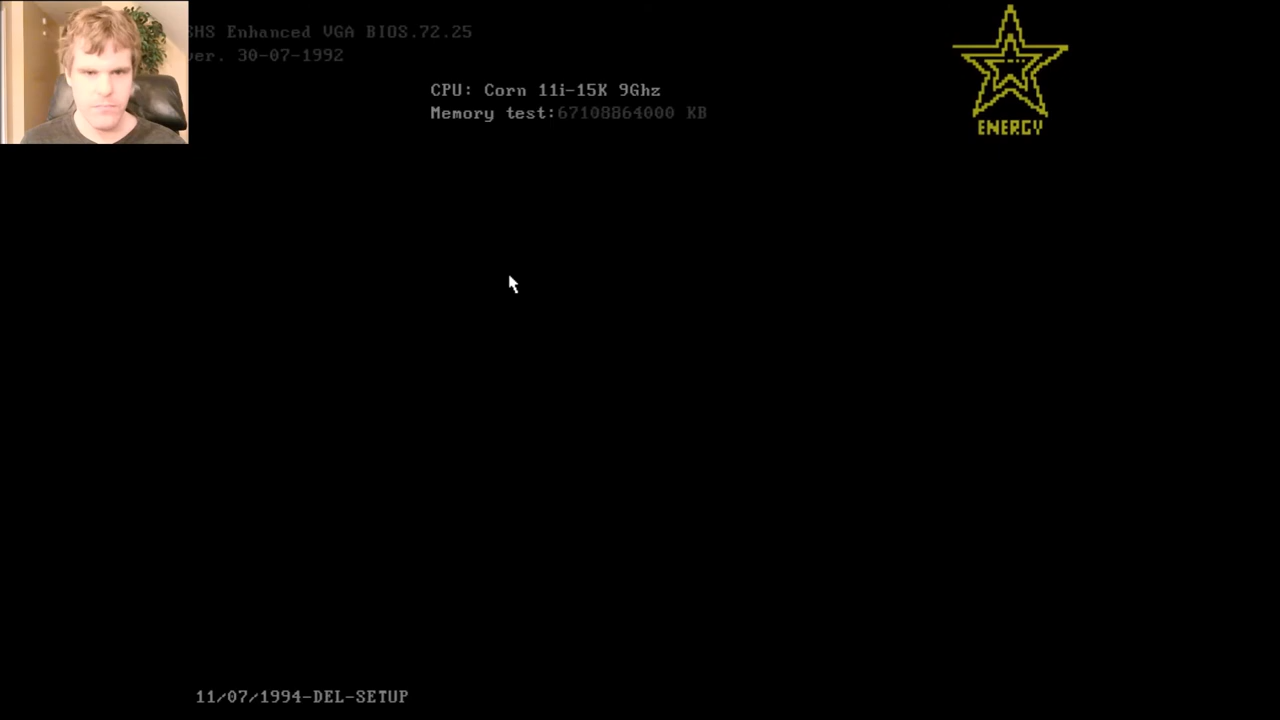 SHS Enhanced VGA BIOS.72.25
ver. 30-07-1992
CPU: Corn 11i-15K 9Ghz
Memory test:67108864000 KB
ENERGY
11/07/1994-DEL-SETUP